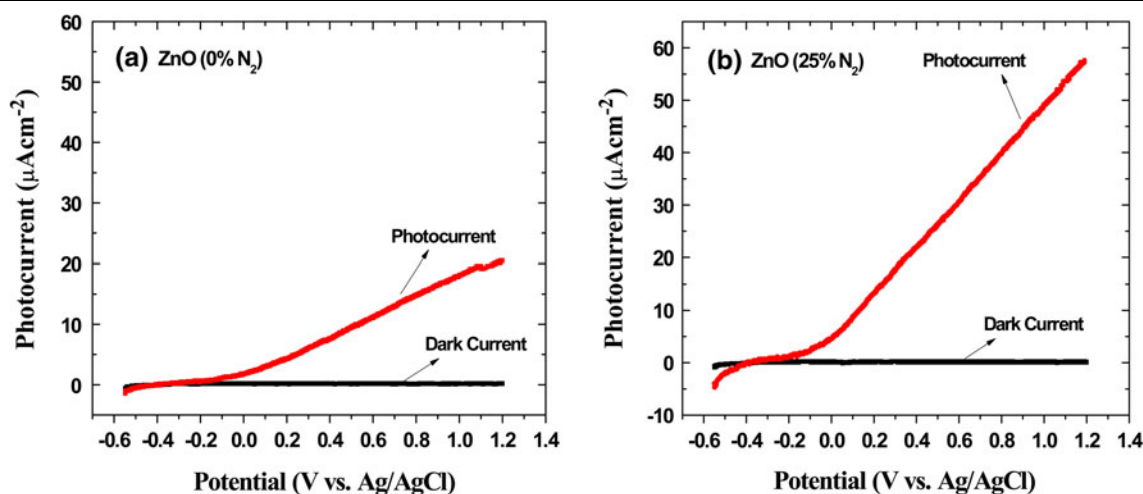 (a) ZnO (0% N₂)
Photocurrent (μAcm⁻²)
60
50
40
30
20
10
0
Photocurrent
Dark Current
-0.6 -0.4 -0.2 0.0 0.2 0.4 0.6 0.8 1.0 1.2 1.4
Potential (V vs. Ag/AgCl)
(b) ZnO (25% N₂)
Photocurrent (μAcm⁻²)
60
50
40
30
20
10
0
-10
Photocurrent
Dark Current
-0.6 -0.4 -0.2 0.0 0.2 0.4 0.6 0.8 1.0 1.2 1.4
Potential (V vs. Ag/AgCl)